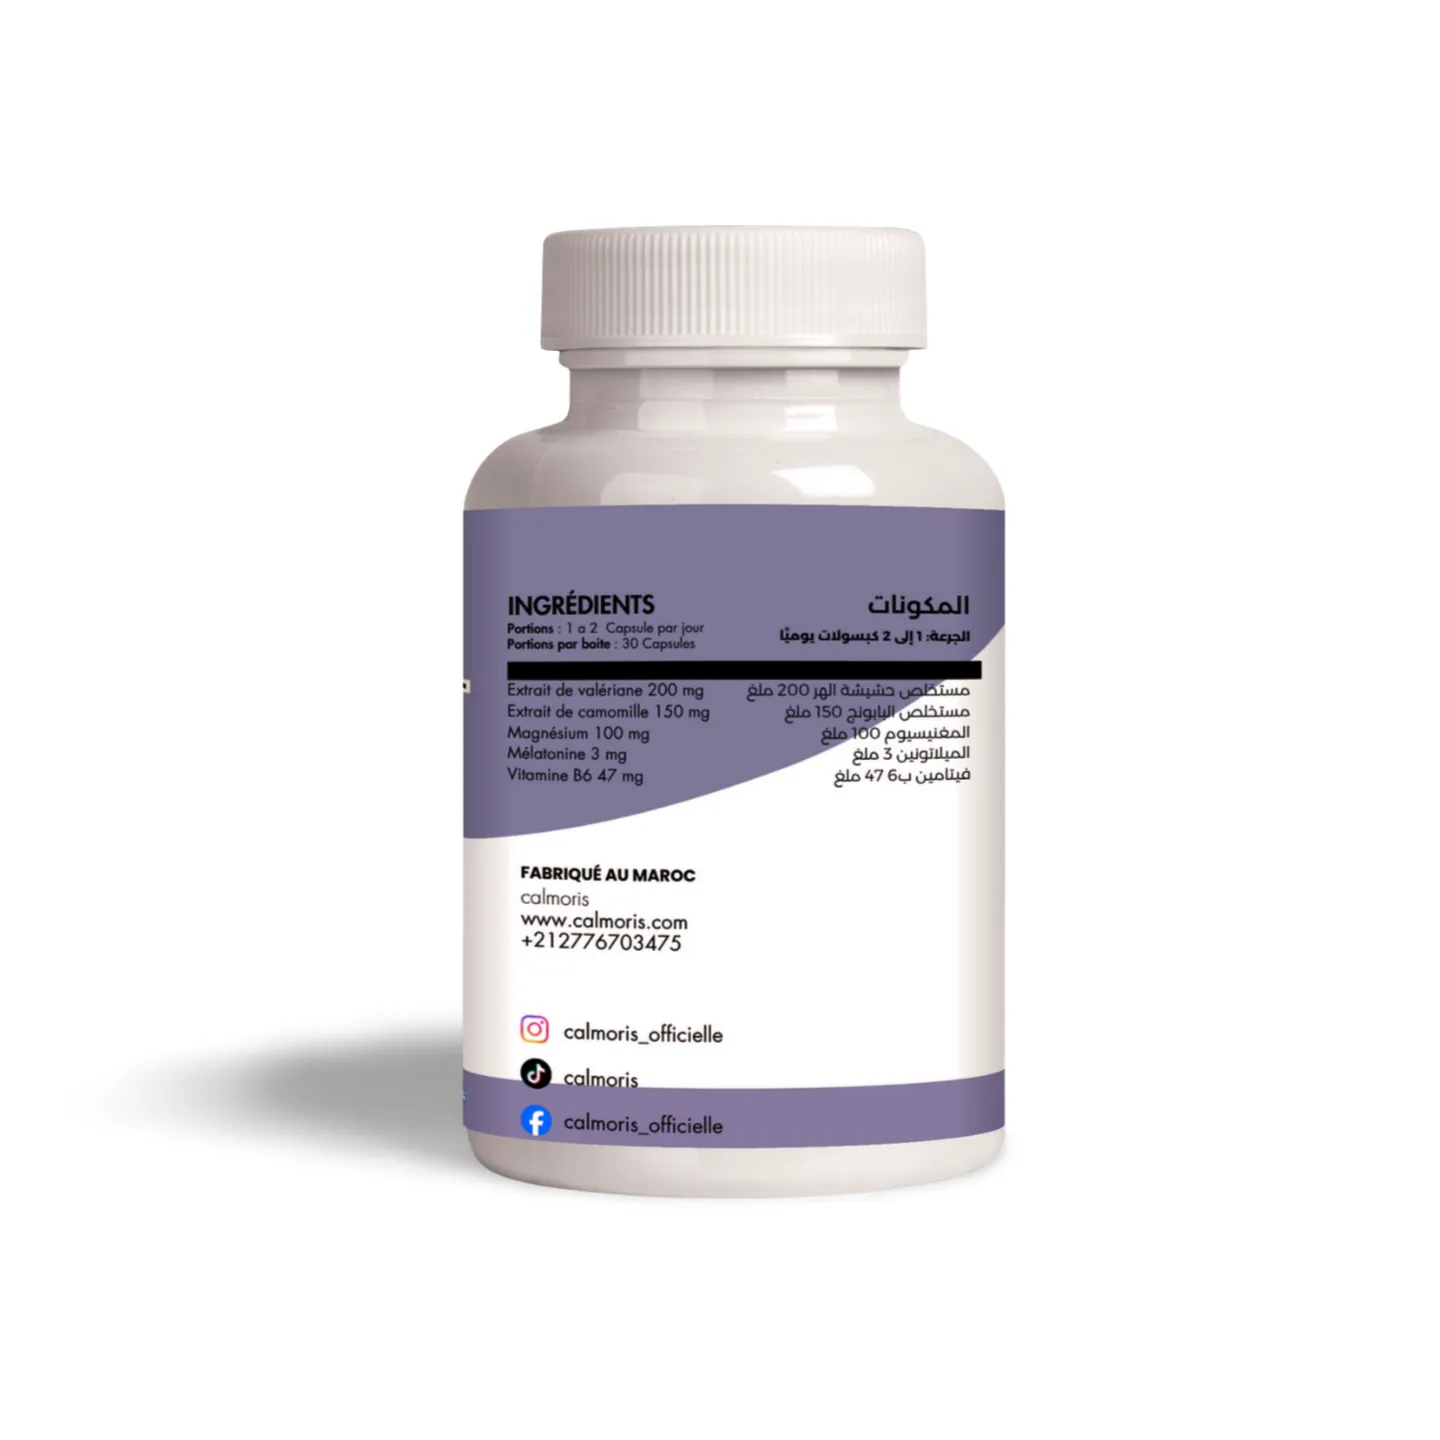 INGRÉDIENTS
Portions : 1 a 2 Capsule par jour
Portions par boite : 30 Capsules
المكونات
الجرعة: 1 إلى 2 كبسولات يوميًا
Extrait de valériane 200 mg
Extrait de camomille 150 mg
Magnésium 100 mg
Mélatonine 3 mg
Vitamine B6 47 mg
مستخلص حشيشة الهر 200 ملغ
مستخلص البابونج 150 ملغ
المغنيسيوم 100 ملغ
الميلاتونين 3 ملغ
فيتامين ب6 47 ملغ
FABRIQUÉ AU MAROC
calmoris
www.calmoris.com
+212776703475
calmoris_officielle
calmoris
calmoris_officielle